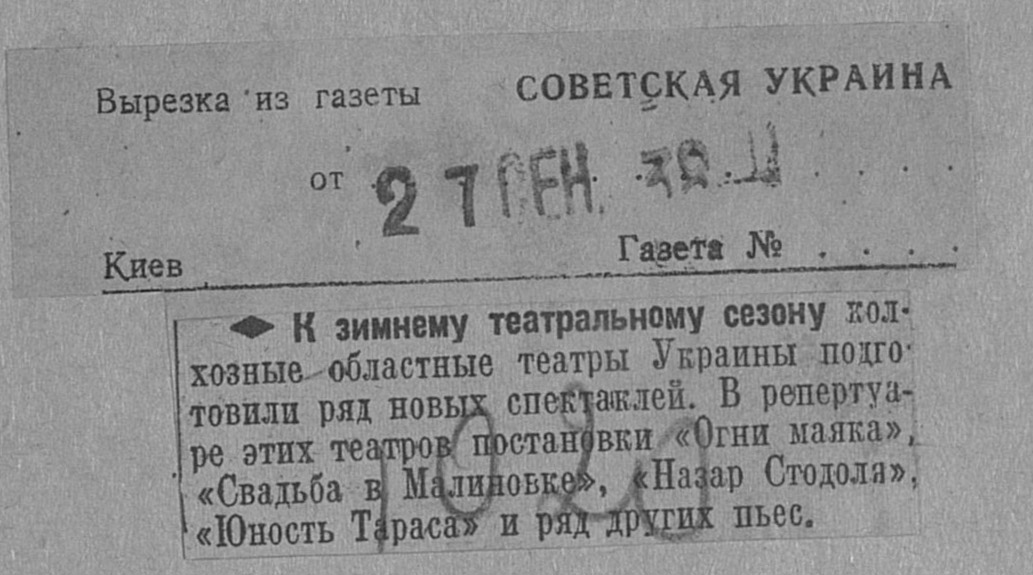 Вырезка из газеты СОВЕТСКАЯ УКРАИНА
от 27 СЕН. 39 . . . .
Киев Газета № . . . .
К зимнему театральному сезону кол-
хозные областные театры Украины подго-
товили ряд новых спектаклей. В репертуа-
ре этих театров постановки «Огни маяка»,
«Свадьба в Малиновке», «Назар Стодоля»,
«Юность Тараса» и ряд других пьес.